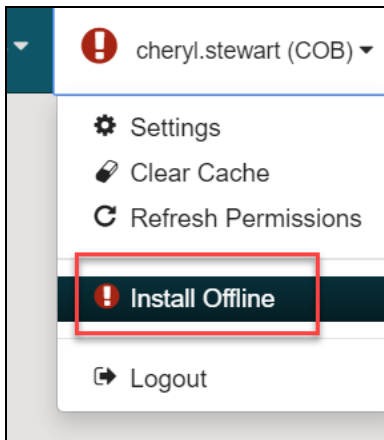 cheryl.stewart (COB)
Settings
Clear Cache
Refresh Permissions
Install Offline
Logout